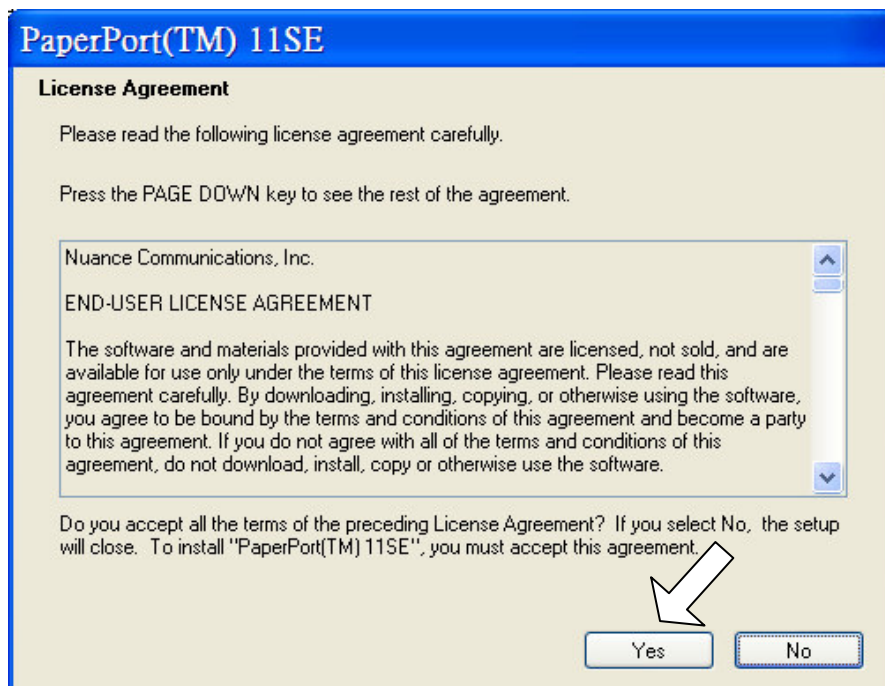 PaperPort(TM) 11SE
License Agreement
Please read the following license agreement carefully.
Press the PAGE DOWN key to see the rest of the agreement.
Nuance Communications, Inc.
END-USER LICENSE AGREEMENT
The software and materials provided with this agreement are licensed, not sold, and are
available for use only under the terms of this license agreement. Please read this
agreement carefully. By downloading, installing, copying, or otherwise using the software,
you agree to be bound by the terms and conditions of this agreement and become a party
to this agreement. If you do not agree with all of the terms and conditions of this
agreement, do not download, install, copy or otherwise use the software.
Do you accept all the terms of the preceding License Agreement?  If you select No,  the setup
will close.  To install "PaperPort(TM) 11SE", you must accept this agreement.
Yes No